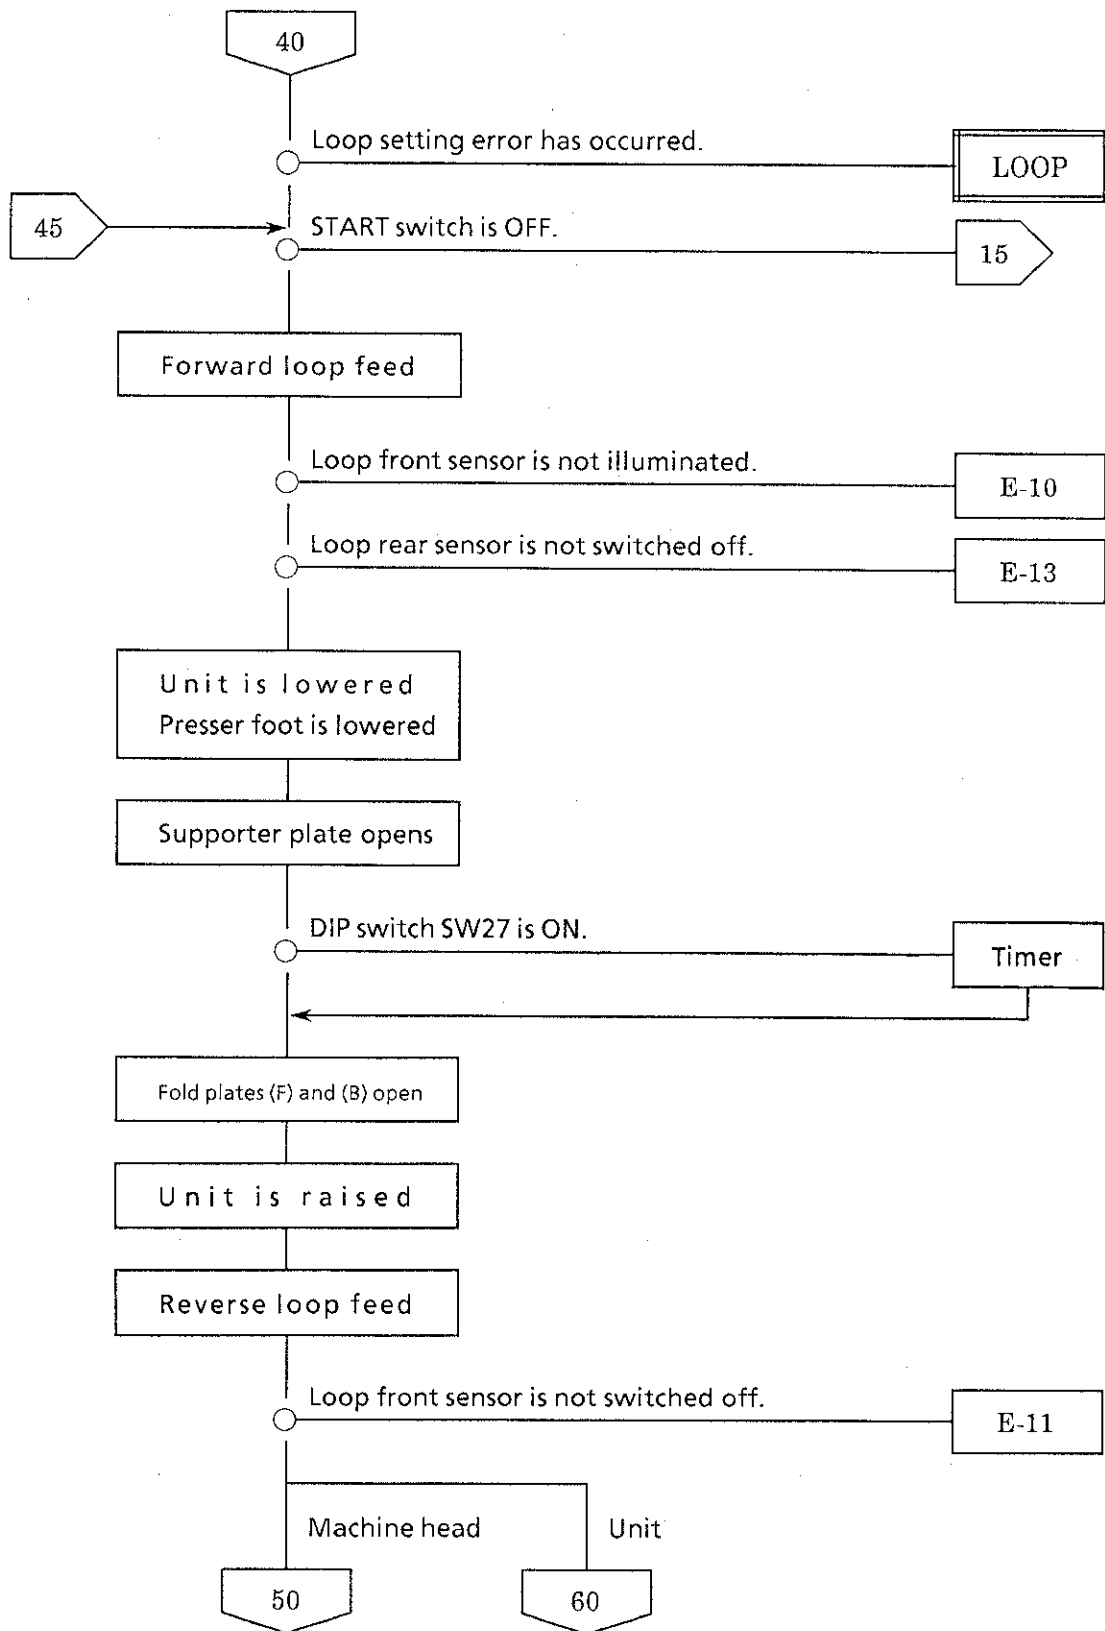 40
Loop setting error has occurred.
LOOP
45
START switch is OFF.
15
Forward loop feed
Loop front sensor is not illuminated.
E-10
Loop rear sensor is not switched off.
E-13
Unit is lowered
Presser foot is lowered
Supporter plate opens
DIP switch SW27 is ON.
Timer
Fold plates (F) and (B) open
Unit is raised
Reverse loop feed
Loop front sensor is not switched off.
E-11
Machine head
Unit
50
60